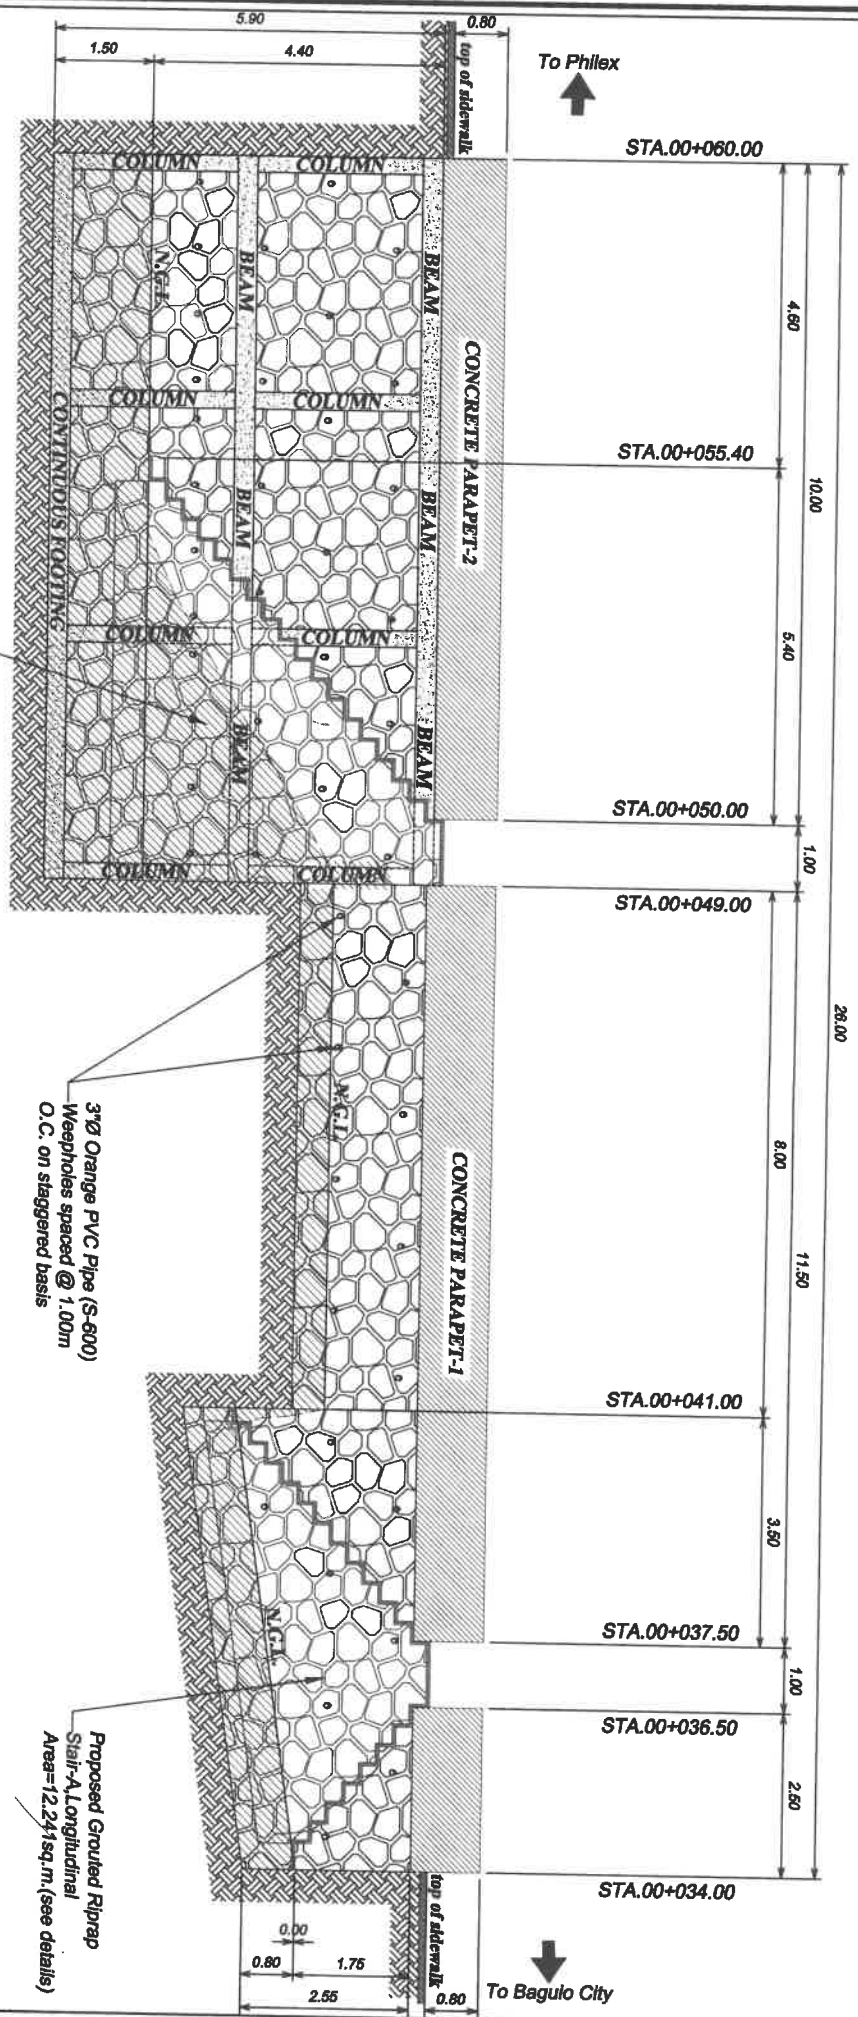 To Philex
To Baguio City
26.00
10.00
1.00
11.50
1.00
2.50
4.60
5.40
8.00
3.50
STA.00+060.00
STA.00+055.40
STA.00+050.00
STA.00+049.00
STA.00+041.00
STA.00+037.50
STA.00+036.50
STA.00+034.00
0.80
5.90
4.40
1.50
top of sidewalk
CONCRETE PARAPET-2
CONCRETE PARAPET-1
top of sidewalk
BEAM
BEAM
BEAM
COLUMN
COLUMN
COLUMN
COLUMN
BEAM
BEAM
BEAM
COLUMN
COLUMN
COLUMN
COLUMN
N.G.L.
N.G.L.
N.G.L.
CONTINUOUS FOOTING
0.80
1.75
0.00
0.80
2.55
3"Ø Orange PVC Pipe (S-600)
Weepholes spaced @ 1.00m
O.C. on staggered basis
Proposed Grouted Riprap
Stair-A,Longitudinal
Area=12.241sq.m.(see details)